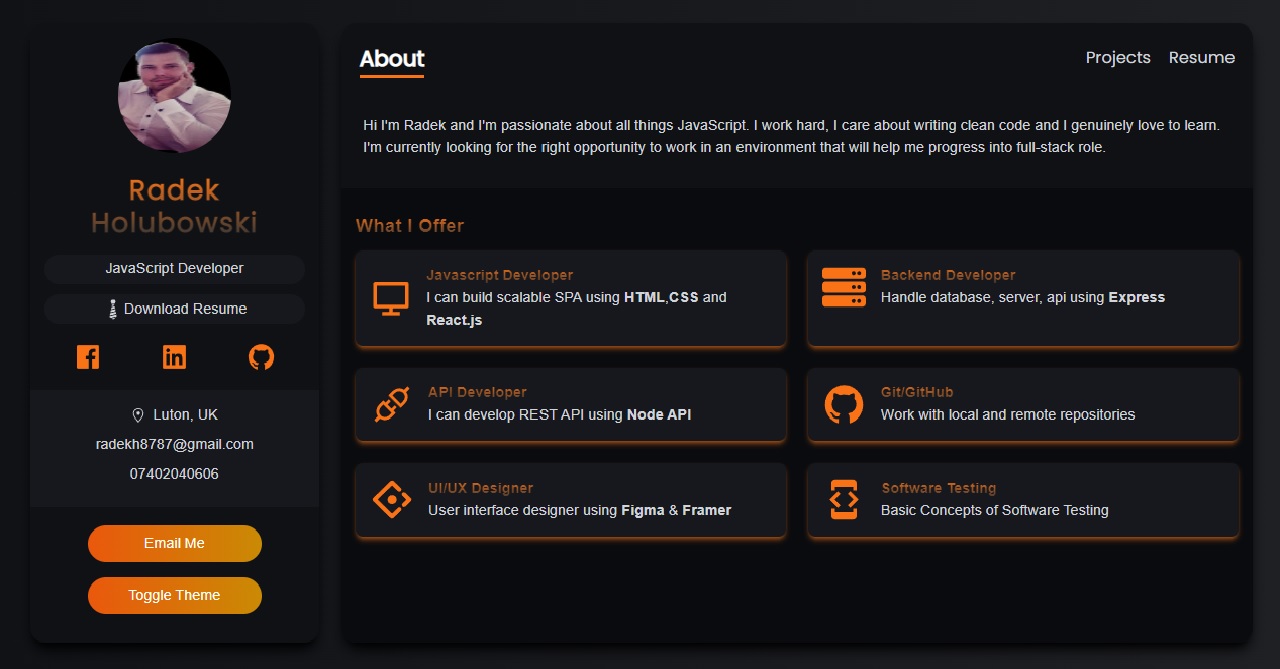 Radek
Holubowski
JavaScript Developer
Download Resume
Luton, UK
radekh8787@gmail.com
07402040606
Email Me
Toggle Theme
About
Projects Resume
Hi I'm Radek and I'm passionate about all things JavaScript. I work hard, I care about writing clean code and I genuinely love to learn.
I'm currently looking for the right opportunity to work in an environment that will help me progress into full-stack role.
What I Offer
Javascript Developer
I can build scalable SPA using HTML,CSS and
React.js
Backend Developer
Handle database, server, api using Express
API Developer
I can develop REST API using Node API
Git/GitHub
Work with local and remote repositories
UI/UX Designer
User interface designer using Figma & Framer
Software Testing
Basic Concepts of Software Testing